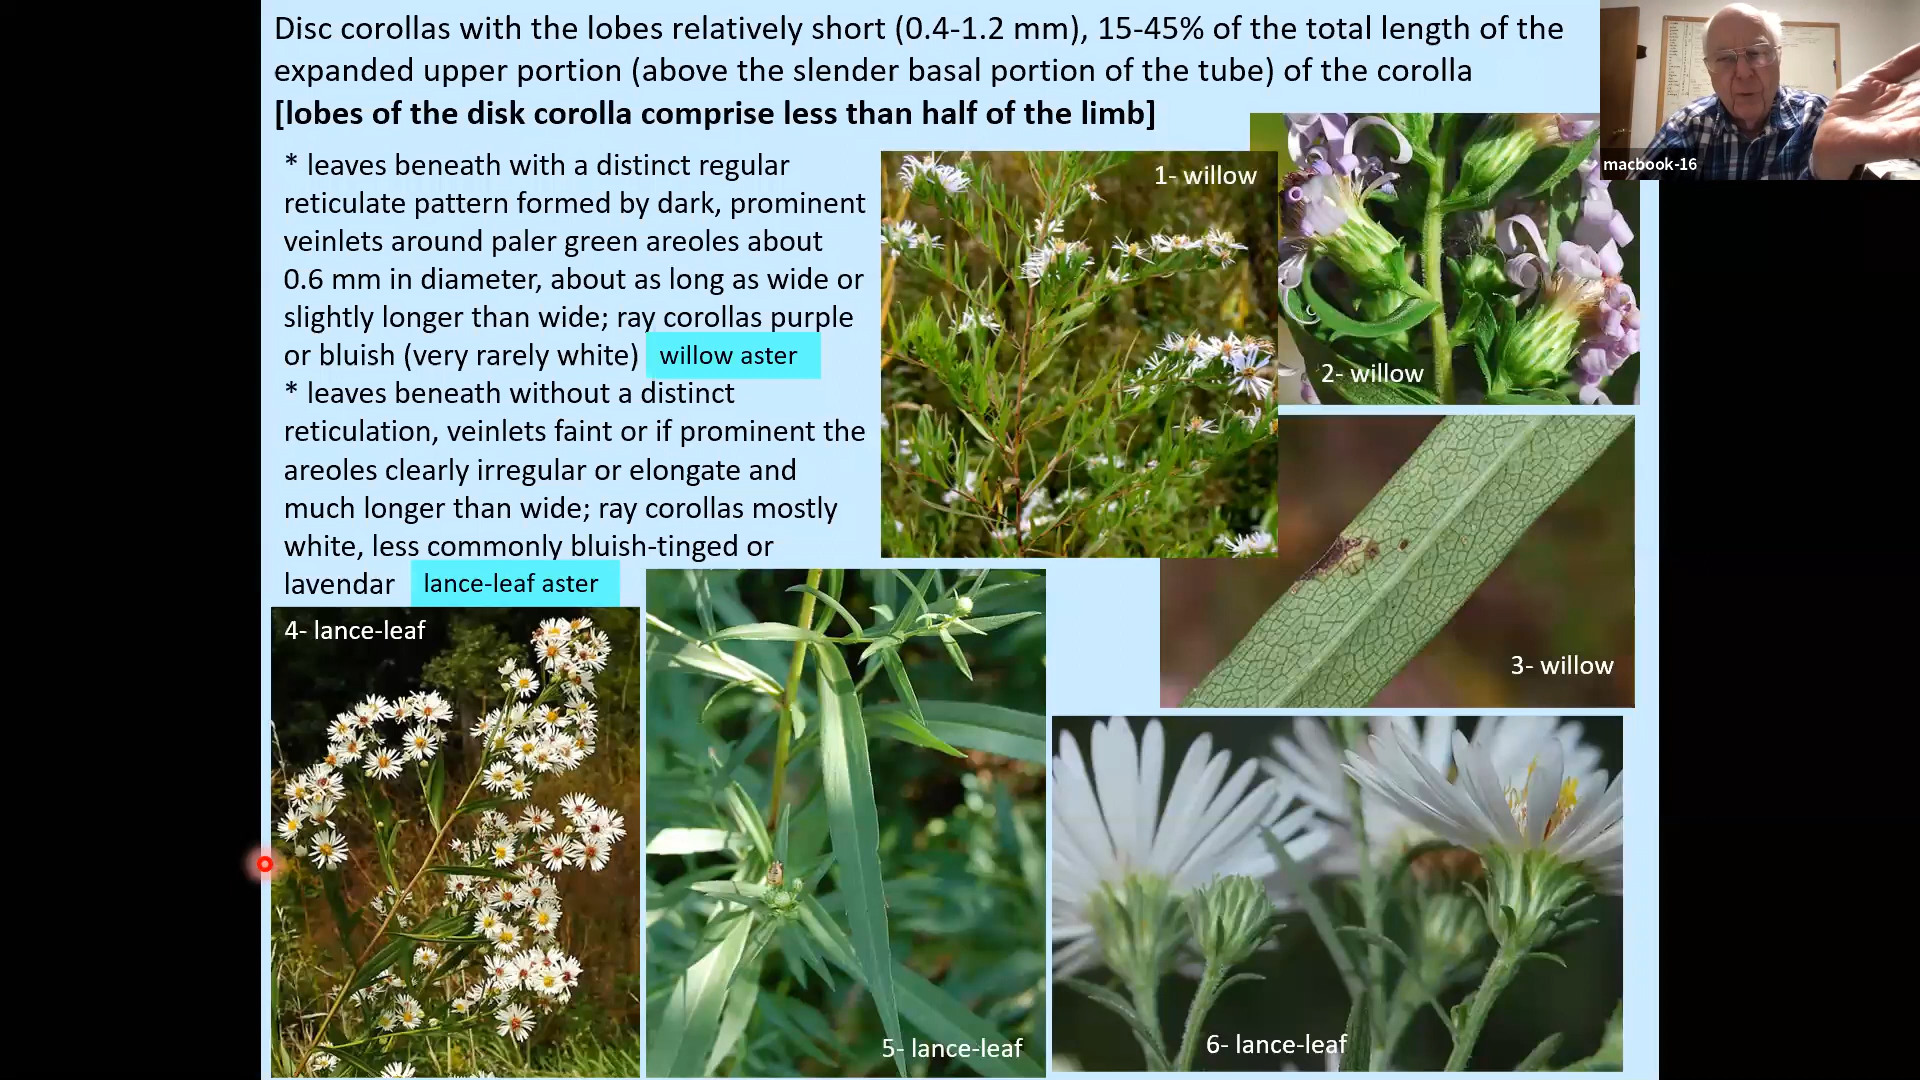 Disc corollas with the lobes relatively short (0.4-1.2 mm), 15-45% of the total length of the
expanded upper portion (above the slender basal portion of the tube) of the corolla
[lobes of the disk corolla comprise less than half of the limb]
* leaves beneath with a distinct regular
reticulate pattern formed by dark, prominent
veinlets around paler green areoles about
0.6 mm in diameter, about as long as wide or
slightly longer than wide; ray corollas purple
or bluish (very rarely white) willow aster
* leaves beneath without a distinct
reticulation, veinlets faint or if prominent the
areoles clearly irregular or elongate and
much longer than wide; ray corollas mostly
white, less commonly bluish-tinged or
lavendar lance-leaf aster
1- willow
2- willow
3- willow
4- lance-leaf
5- lance-leaf
6- lance-leaf
macbook-16